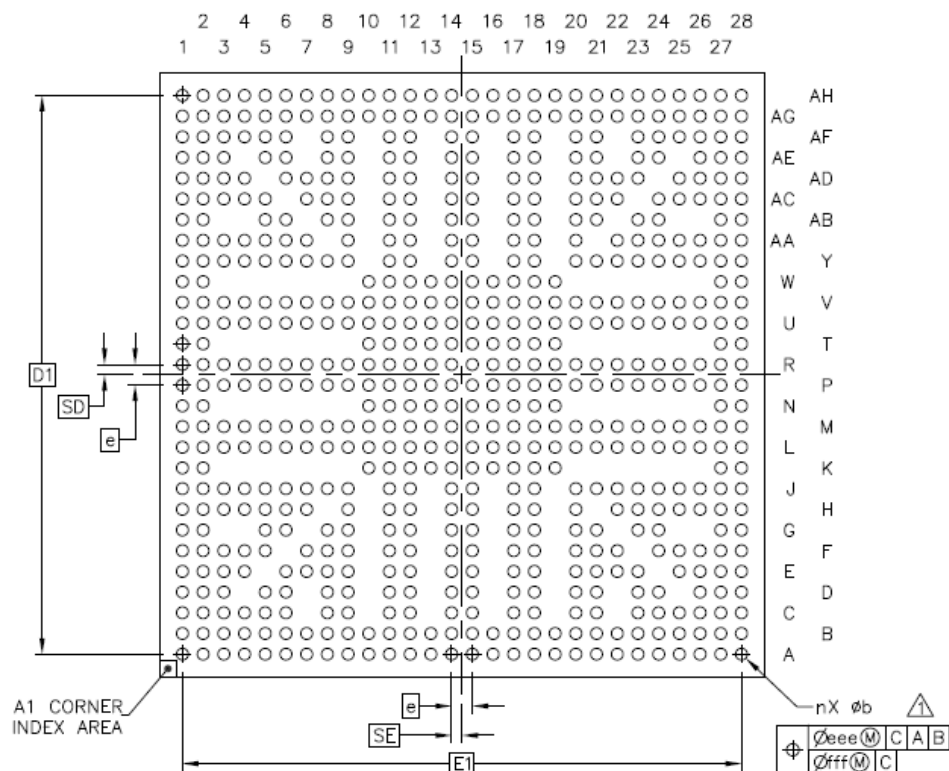 2 4 6 8 10 12 14 16 18 20 22 24 26 28
1 3 5 7 9 11 13 15 17 19 21 23 25 27
AH
AG
AF
AE
AD
AC
AB
AA
Y
W
V
U
T
R
P
N
M
L
K
J
H
G
F
E
D
C
B
A
D1
SD
e
A1 CORNER
INDEX AREA
e
SE
E1
nX øb 1
Øeee Ⓜ C A B
Øfff Ⓜ C